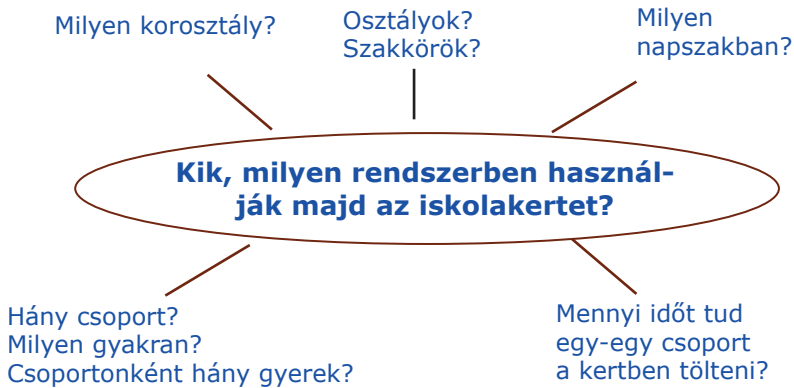 Milyen korosztály?
Osztályok?
Szakkörök?
Milyen
napszakban?
Kik, milyen rendszerben használ-
ják majd az iskolakertet?
Hány csoport?
Milyen gyakran?
Csoportonként hány gyerek?
Mennyi időt tud
egy-egy csoport
a kertben tölteni?